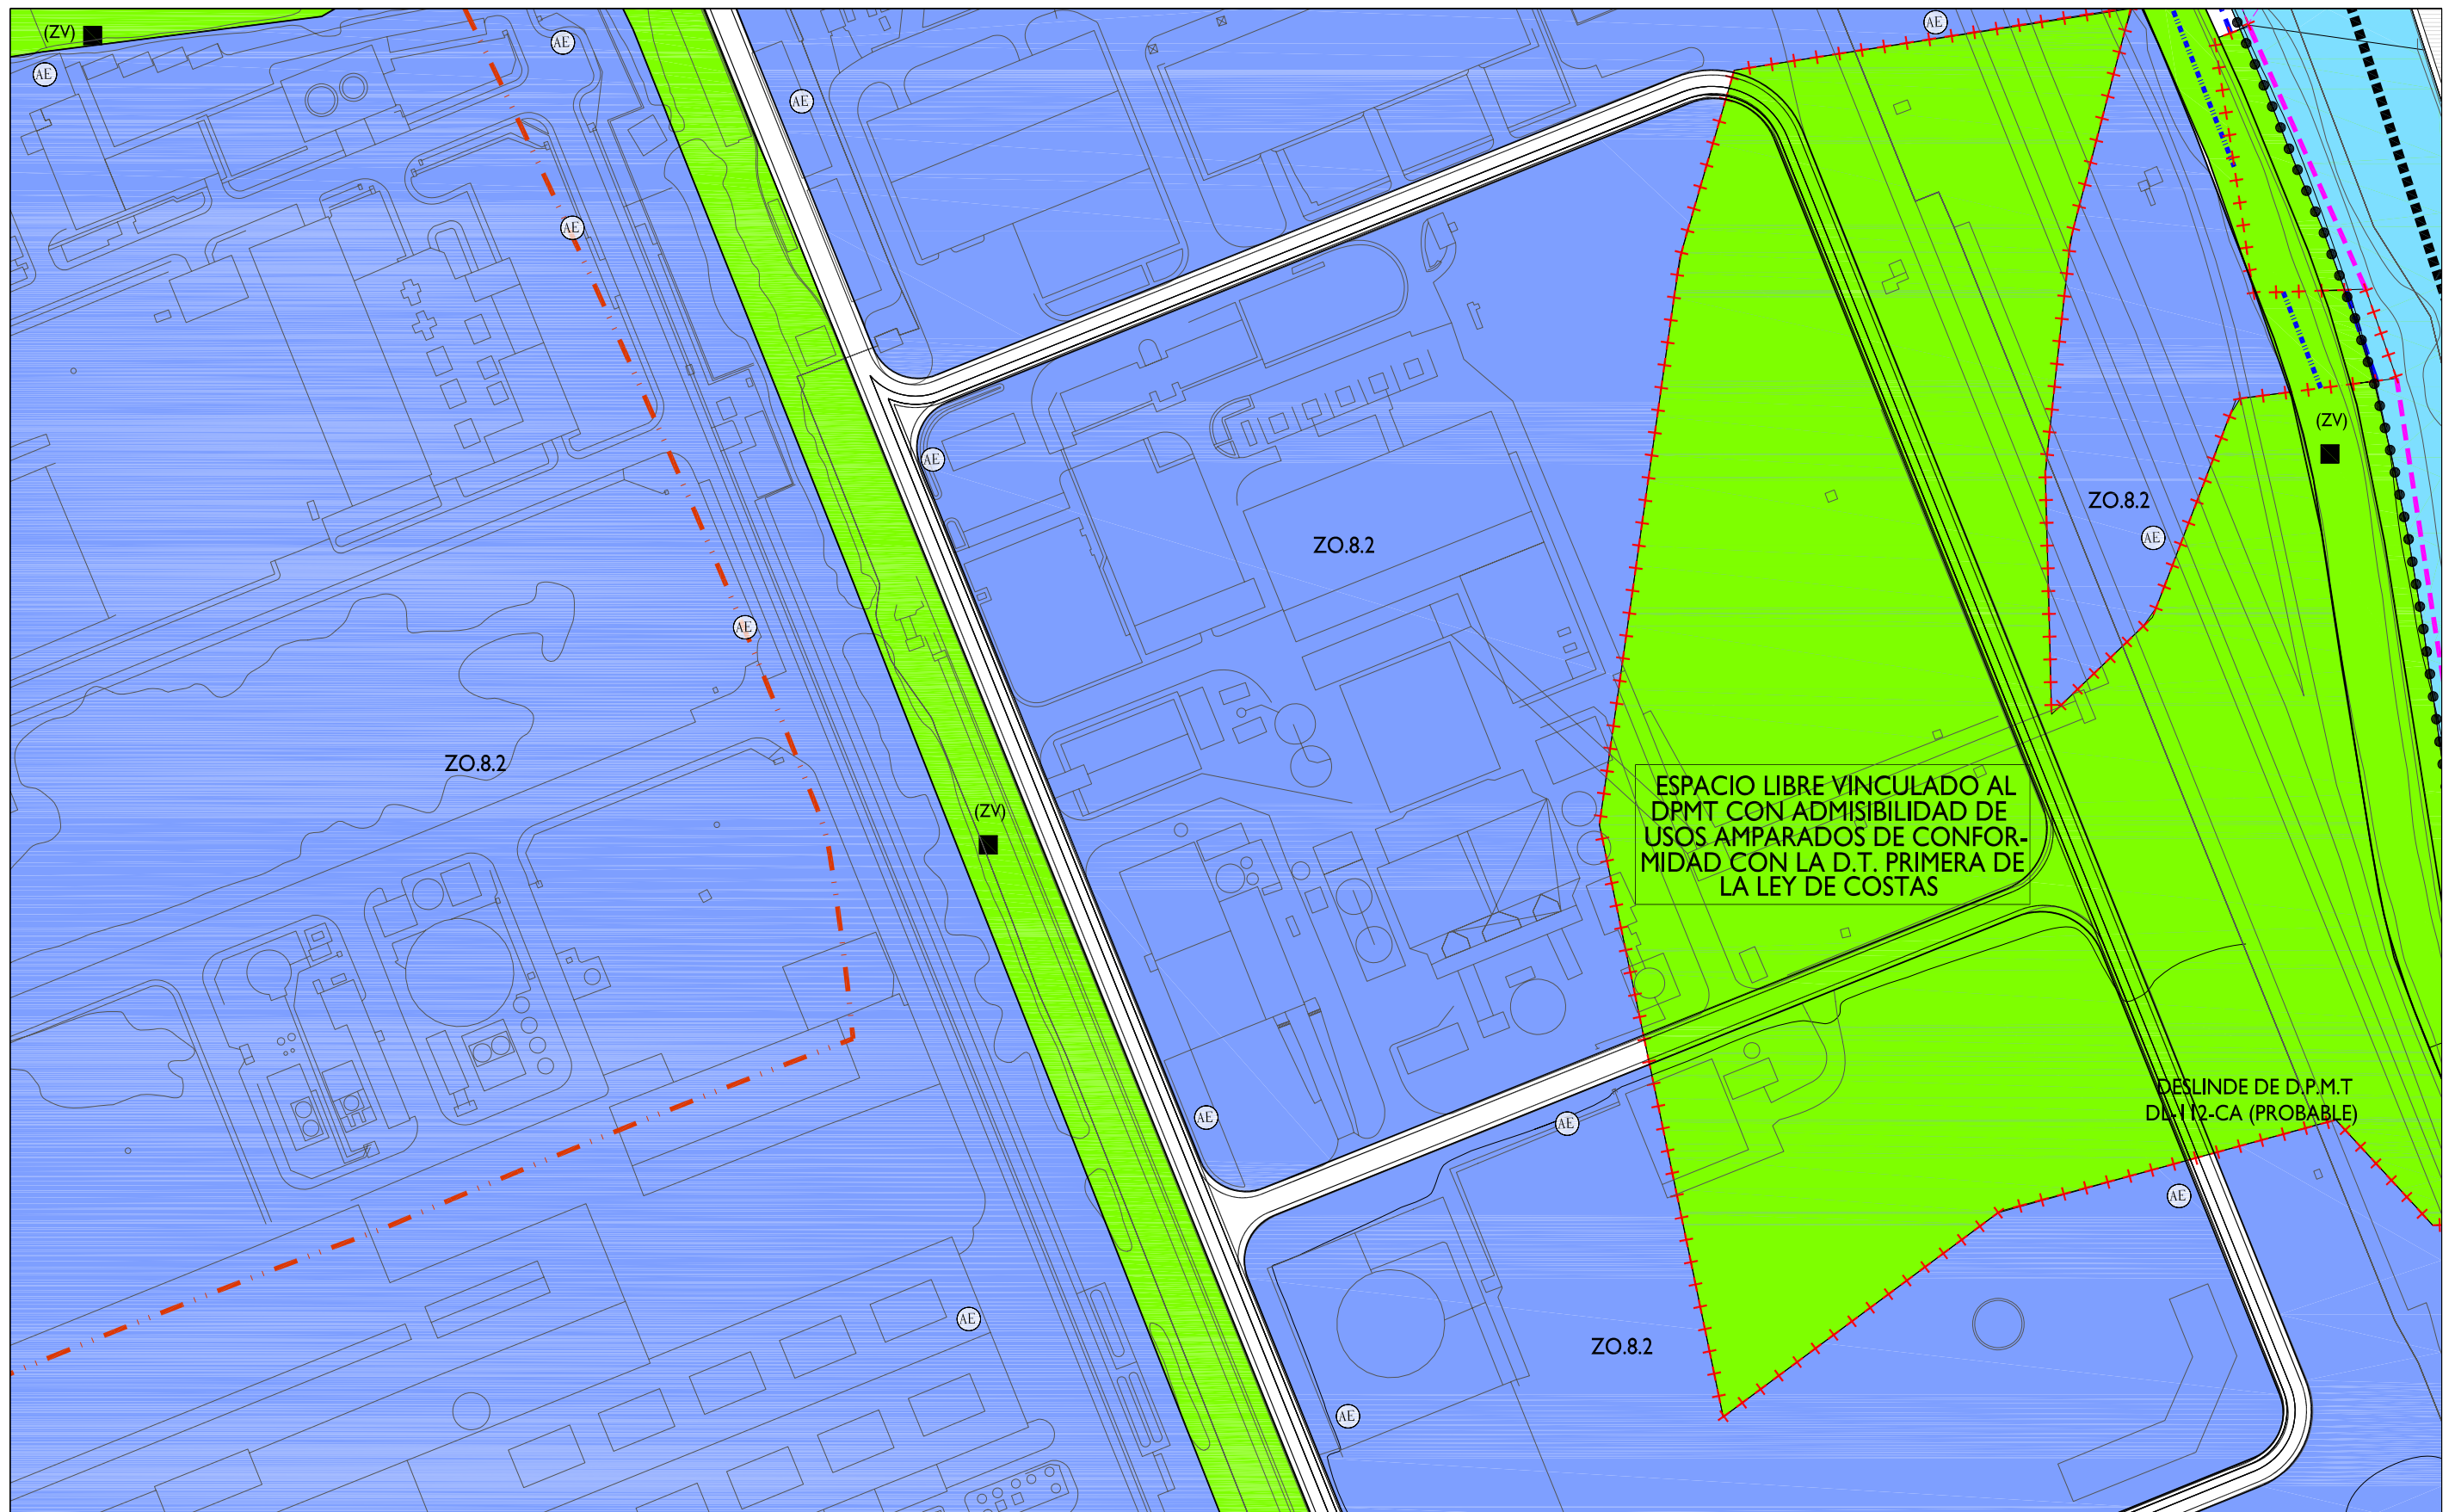 (ZV)
AE
AE
AE
AE
AE
AE
(ZV)
ZO.8.2
AE
ZO.8.2
AE
AE
ZO.8.2
ESPACIO LIBRE VINCULADO AL
DPMT CON ADMISIBILIDAD DE
USOS AMPARADOS DE CONFOR-
MIDAD CON LA D.T. PRIMERA DE
LA LEY DE COSTAS
(ZV)
DESLINDE DE D.P.M.T
DL-112-CA (PROBABLE)
AE
AE
AE
AE
ZO.8.2
AE